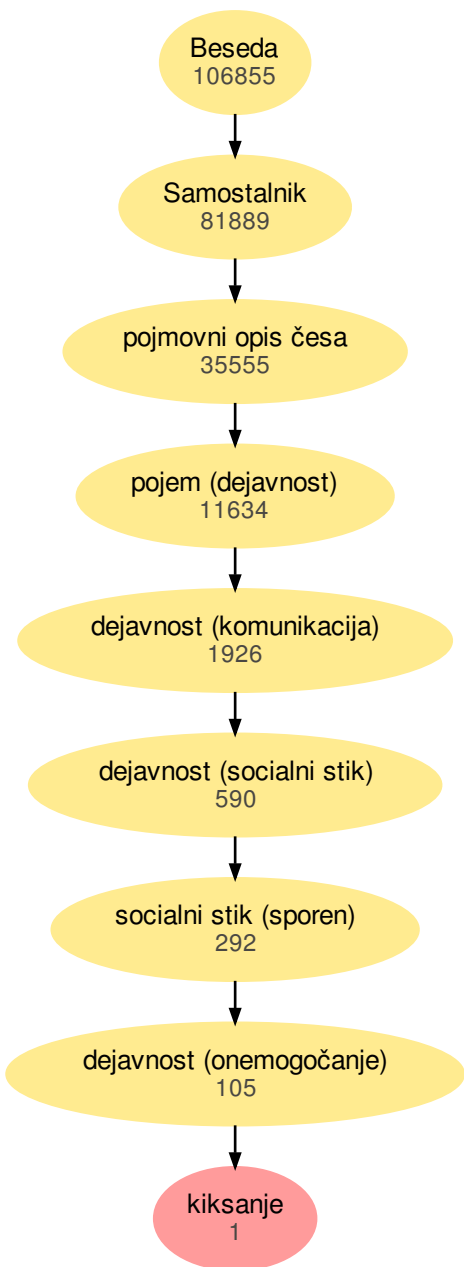 Beseda
106855
Samostalnik
81889
pojmovni opis česa
35555
pojem (dejavnost)
11634
dejavnost (komunikacija)
1926
dejavnost (socialni stik)
590
socialni stik (sporen)
292
dejavnost (onemogočanje)
105
kiksanje
1